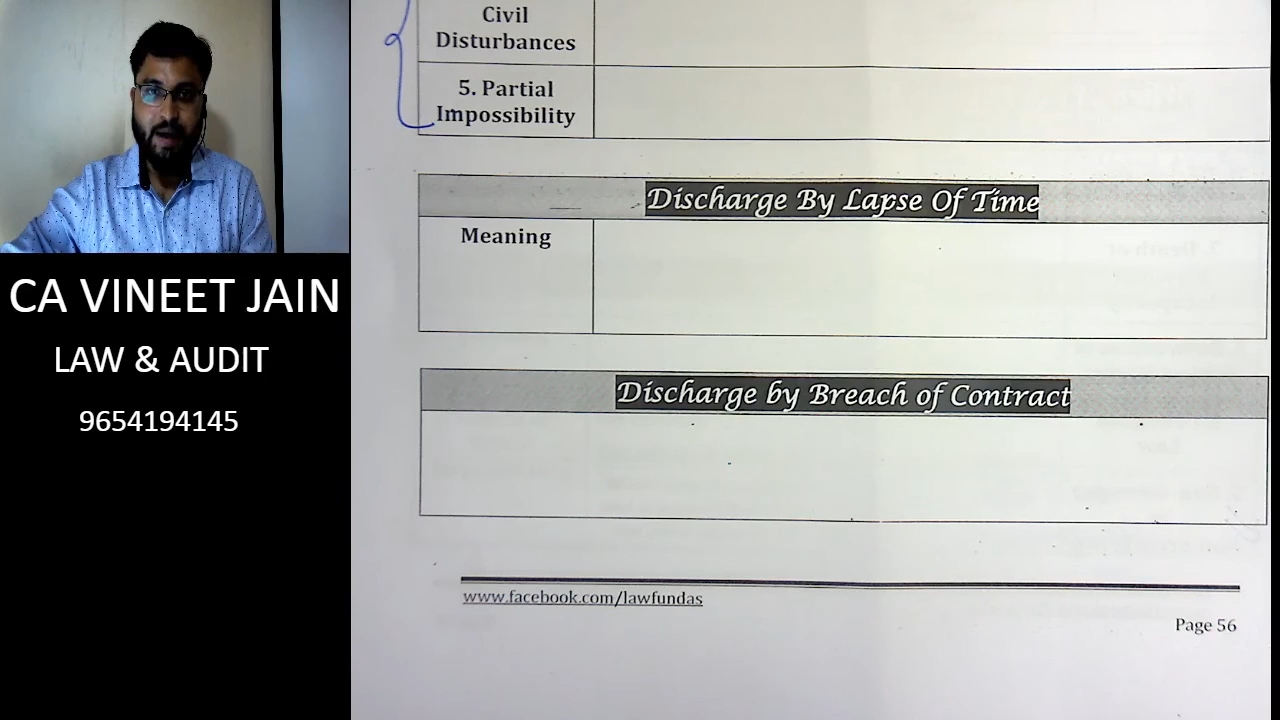 CA VINEET JAIN
LAW & AUDIT
9654194145
Civil
Disturbances
5. Partial
Impossibility
Discharge By Lapse Of Time
Meaning
Discharge by Breach of Contract
www.facebook.com/lawfundas
Page 56